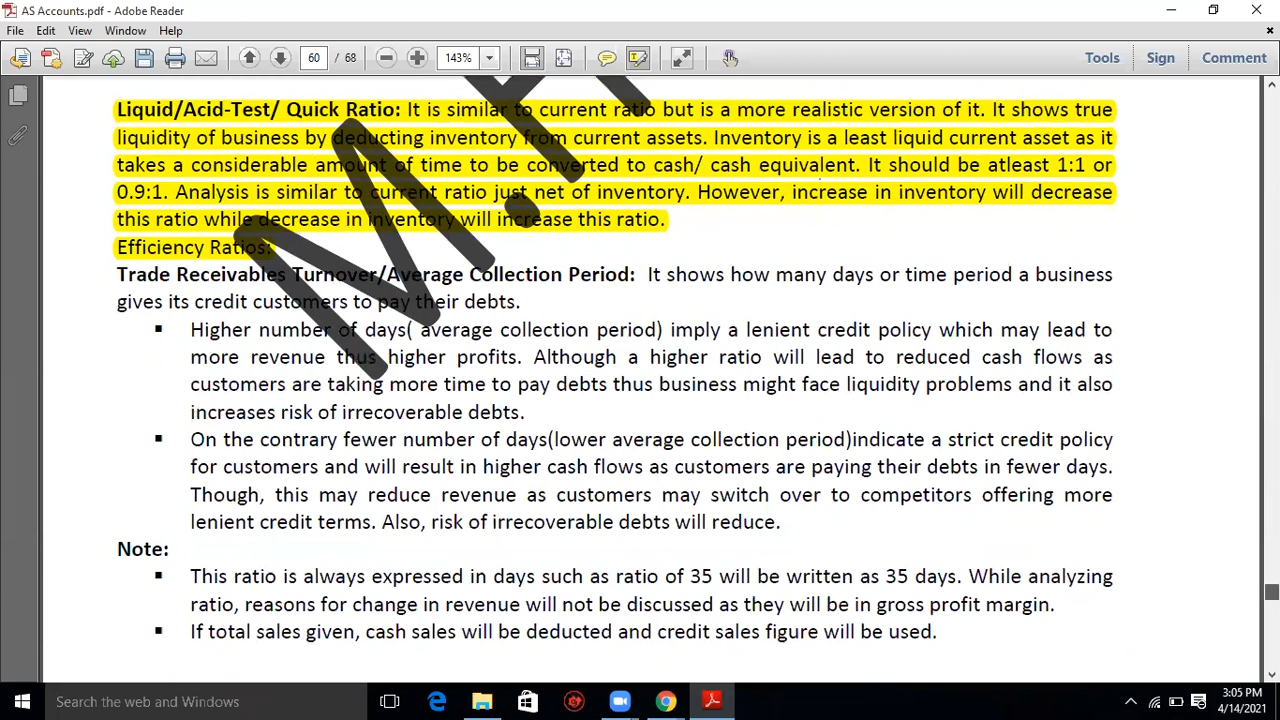 AS Accounts.pdf - Adobe Reader
File Edit View Window Help
60 / 68 143% Tools Sign Comment
Liquid/Acid-Test/ Quick Ratio: It is similar to current ratio but is a more realistic version of it. It shows true
liquidity of business by deducting inventory from current assets. Inventory is a least liquid current asset as it
takes a considerable amount of time to be converted to cash/ cash equivalent. It should be atleast 1:1 or
0.9:1. Analysis is similar to current ratio just net of inventory. However, increase in inventory will decrease
this ratio while decrease in inventory will increase this ratio.
Efficiency Ratios:
Trade Receivables Turnover/Average Collection Period: It shows how many days or time period a business
gives its credit customers to pay their debts.
▪ Higher number of days( average collection period) imply a lenient credit policy which may lead to
more revenue thus higher profits. Although a higher ratio will lead to reduced cash flows as
customers are taking more time to pay debts thus business might face liquidity problems and it also
increases risk of irrecoverable debts.
▪ On the contrary fewer number of days(lower average collection period)indicate a strict credit policy
for customers and will result in higher cash flows as customers are paying their debts in fewer days.
Though, this may reduce revenue as customers may switch over to competitors offering more
lenient credit terms. Also, risk of irrecoverable debts will reduce.
Note:
▪ This ratio is always expressed in days such as ratio of 35 will be written as 35 days. While analyzing
ratio, reasons for change in revenue will not be discussed as they will be in gross profit margin.
▪ If total sales given, cash sales will be deducted and credit sales figure will be used.
Search the web and Windows
3:05 PM
4/14/2021